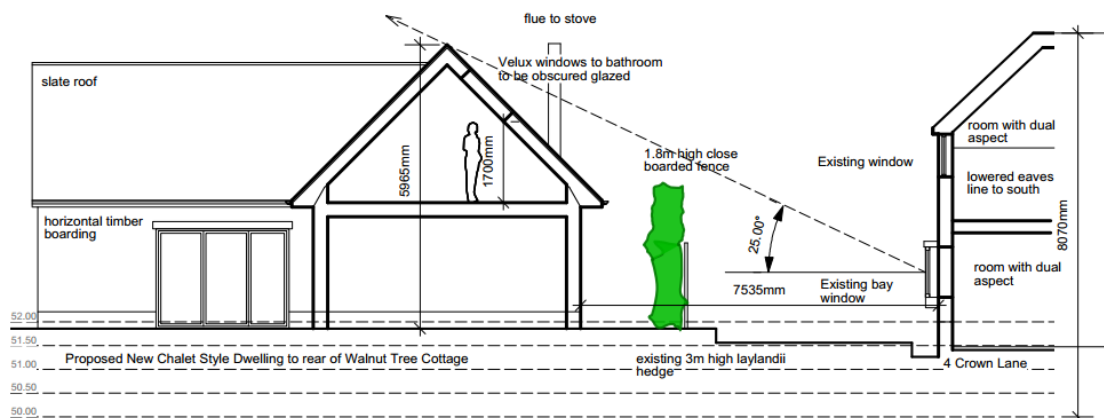 flue to stove
slate roof
Velux windows to bathroom
to be obscured glazed
5965mm
1700mm
1.8m high close
boarded fence
Existing window
room with dual
aspect
lowered eaves
line to south
8070mm
horizontal timber
boarding
25.00°
7535mm
Existing bay
window
room with dual
aspect
52.00
51.50
Proposed New Chalet Style Dwelling to rear of Walnut Tree Cottage
existing 3m high laylandii
hedge
4 Crown Lane
51.00
50.50
50.00